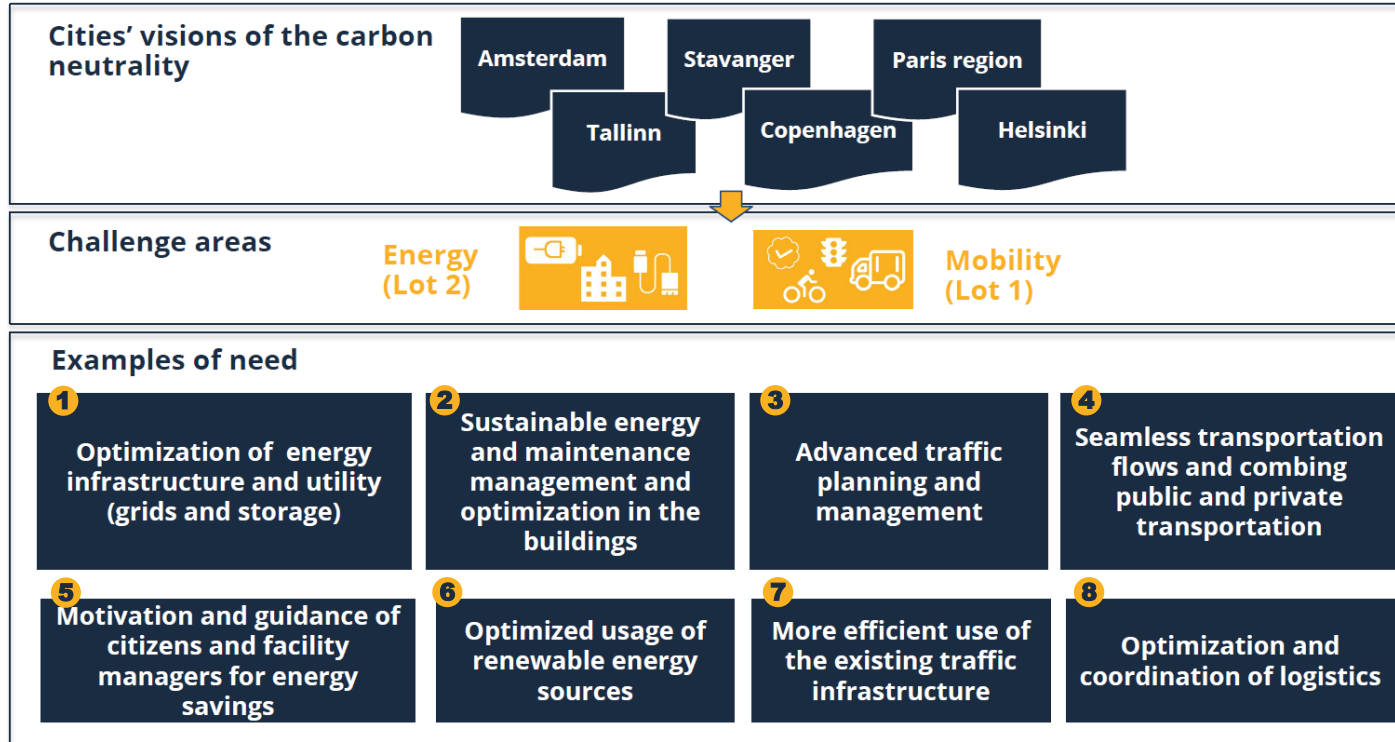 Cities’ visions of the carbon
neutrality
Amsterdam
Stavanger
Paris region
Tallinn
Copenhagen
Helsinki
Challenge areas
Energy
(Lot 2)
Mobility
(Lot 1)
Examples of need
1
Optimization of energy
infrastructure and utility
(grids and storage)
2
Sustainable energy
and maintenance
management and
optimization in the
buildings
3
Advanced traffic
planning and
management
4
Seamless transportation
flows and combing
public and private
transportation
5
Motivation and guidance of
citizens and facility
managers for energy
savings
6
Optimized usage of
renewable energy
sources
7
More efficient use of
the existing traffic
infrastructure
8
Optimization and
coordination of logistics